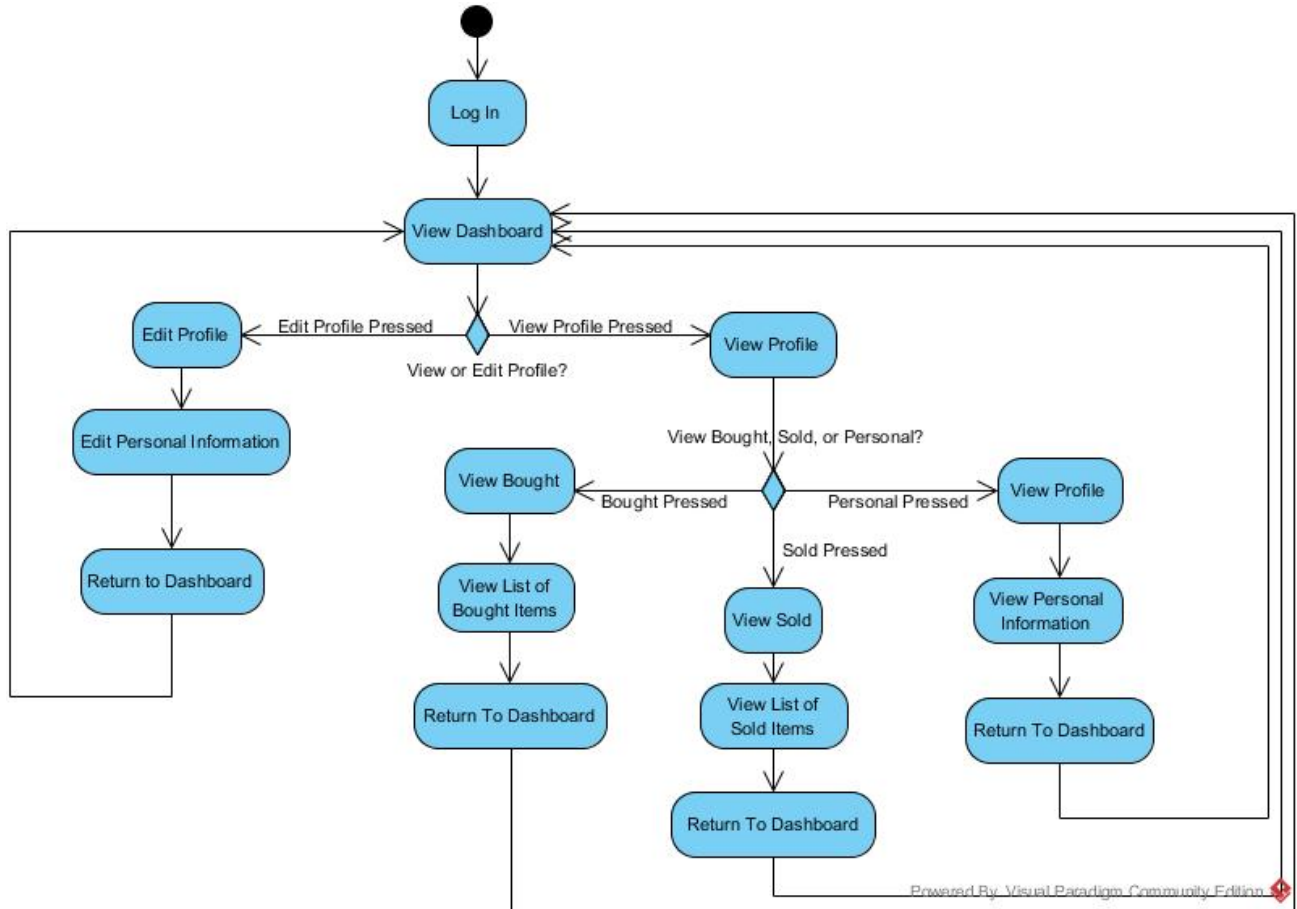 Log In
View Dashboard
Edit Profile
Edit Profile Pressed
View Profile Pressed
View Profile
View or Edit Profile?
Edit Personal Information
View Bought, Sold, or Personal?
View Bought
Bought Pressed
Personal Pressed
View Profile
Sold Pressed
Return to Dashboard
View List of
Bought Items
View Sold
View Personal
Information
Return To Dashboard
View List of
Sold Items
Return To Dashboard
Return To Dashboard
Powered By Visual Paradigm Community Edition